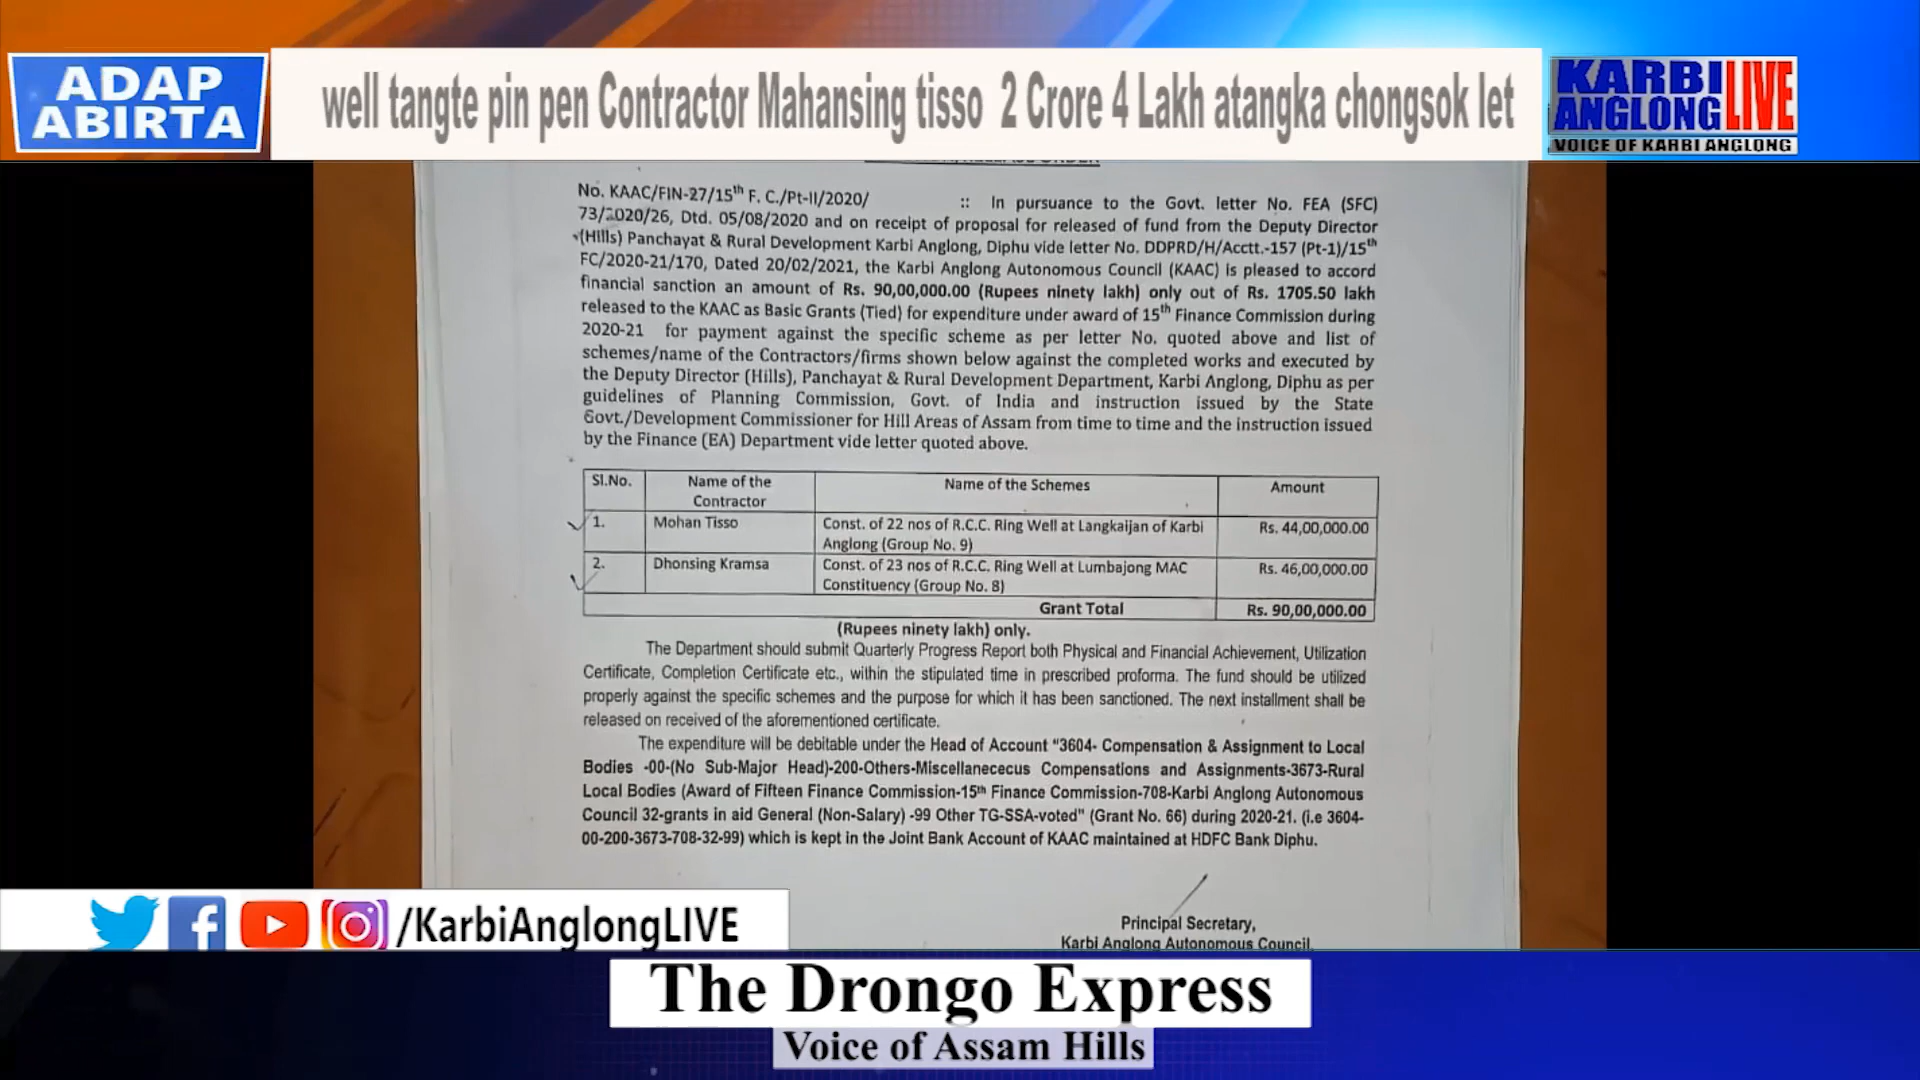 ADAP
ABIRTA
well tangte pin pen Contractor Mahansing tisso 2 Crore 4 Lakh atangka chongsok let
KARBI
ANGLONG
LIVE
VOICE OF KARBI ANGLONG
No. KAAC/FIN-27/15th F. C./Pt-II/2020/ :: In pursuance to the Govt. letter No. FEA (SFC)
73/2020/26, Dtd. 05/08/2020 and on receipt of proposal for released of fund from the Deputy Director
(Hills) Panchayat & Rural Development Karbi Anglong, Diphu vide letter No. DDPRD/H/Acctt.-157 (Pt-1)/15th
FC/2020-21/170, Dated 20/02/2021, the Karbi Anglong Autonomous Council (KAAC) is pleased to accord
financial sanction an amount of Rs. 90,00,000.00 (Rupees ninety lakh) only out of Rs. 1705.50 lakh
released to the KAAC as Basic Grants (Tied) for expenditure under award of 15th Finance Commission during
2020-21 for payment against the specific scheme as per letter No. quoted above and list of
schemes/name of the Contractors/firms shown below against the completed works and executed by
the Deputy Director (Hills), Panchayat & Rural Development Department, Karbi Anglong, Diphu as per
guidelines of Planning Commission, Govt. of India and instruction issued by the State
Govt./Development Commissioner for Hill Areas of Assam from time to time and the instruction issued
by the Finance (EA) Department vide letter quoted above.
Sl.No. Name of the Contractor Name of the Schemes Amount
1. Mohan Tisso Const. of 22 nos of R.C.C. Ring Well at Langkaijan of Karbi Rs. 44,00,000.00
Anglong (Group No. 9)
2. Dhonsing Kramsa Const. of 23 nos of R.C.C. Ring Well at Lumbajong MAC Rs. 46,00,000.00
Constituency (Group No. 8)
Grant Total Rs. 90,00,000.00
(Rupees ninety lakh) only.
The Department should submit Quarterly Progress Report both Physical and Financial Achievement, Utilization
Certificate, Completion Certificate etc., within the stipulated time in prescribed proforma. The fund should be utilized
properly against the specific schemes and the purpose for which it has been sanctioned. The next installment shall be
released on received of the aforementioned certificate.
The expenditure will be debitable under the Head of Account "3604- Compensation & Assignment to Local
Bodies -00-(No Sub-Major Head)-200-Others-Miscellanececus Compensations and Assignments-3673-Rural
Local Bodies (Award of Fifteen Finance Commission-15th Finance Commission-708-Karbi Anglong Autonomous
Council 32-grants in aid General (Non-Salary) -99 Other TG-SSA-voted" (Grant No. 66) during 2020-21. (i.e 3604-
00-200-3673-708-32-99) which is kept in the Joint Bank Account of KAAC maintained at HDFC Bank Diphu.
Principal Secretary,
Karbi Anglong Autonomous Council,
/KarbiAnglongLIVE
The Drongo Express
Voice of Assam Hills